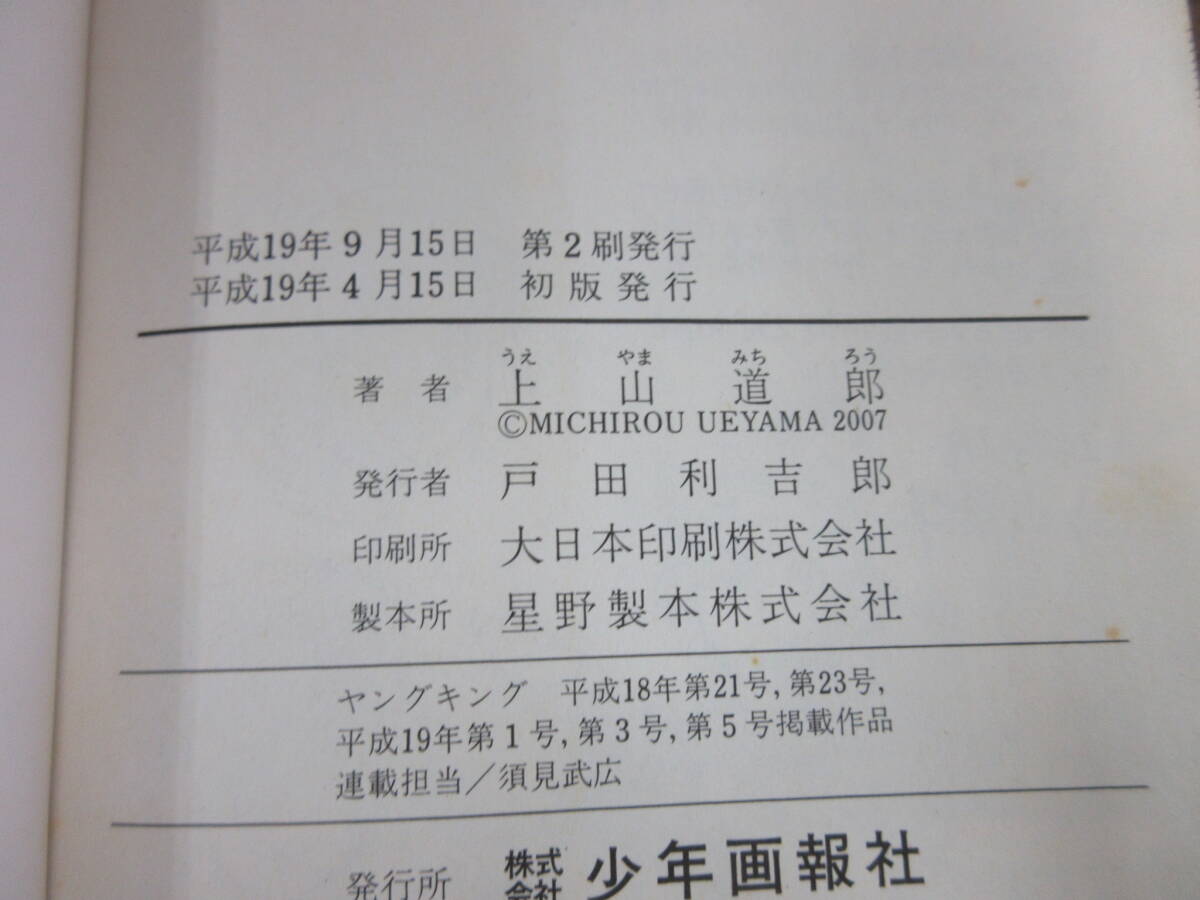 平成19年9月15日 第2刷発行
平成19年4月15日 初版発行
うえ やま みち ろう
著者 上山道郎
©MICHIROU UEYAMA 2007
発行者 戸田利吉郎
印刷所 大日本印刷株式会社
製本所 星野製本株式会社
ヤングキング 平成18年第21号,第23号,
平成19年第1号,第3号,第5号掲載作品
連載担当/須見武広
発行所 株式会社 少年画報社